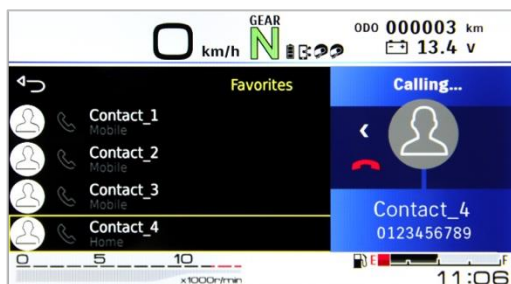 GEAR
0 km/h N
ODO 000003 km
13.4 V
Favorites
Contact_1
Mobile
Contact_2
Mobile
Contact_3
Mobile
Contact_4
Home
Calling...
Contact_4
0123456789
0 5 10
x1000r/min
E F
11:06